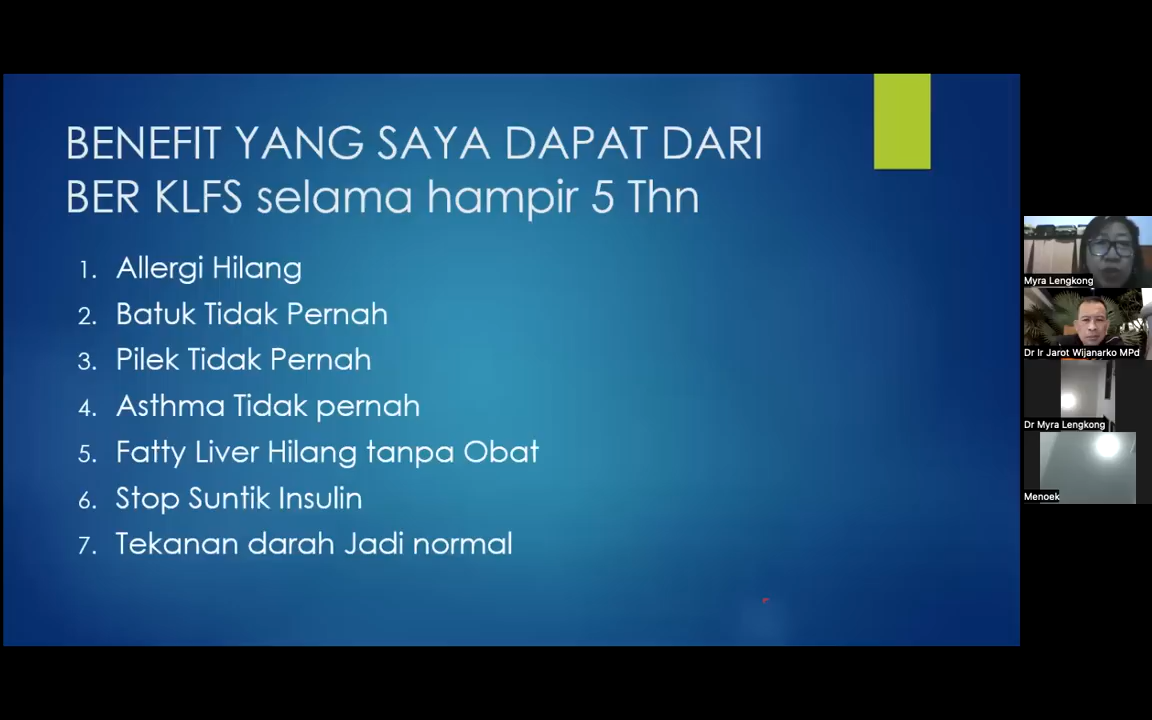 BENEFIT YANG SAYA DAPAT DARI
BER KLFS selama hampir 5 Thn
1. Allergi Hilang
2. Batuk Tidak Pernah
3. Pilek Tidak Pernah
4. Asthma Tidak pernah
5. Fatty Liver Hilang tanpa Obat
6. Stop Suntik Insulin
7. Tekanan darah Jadi normal
Myra Lengkong
Dr Ir Jarot Wijanarko MPd
Dr Myra Lengkong
Menoek